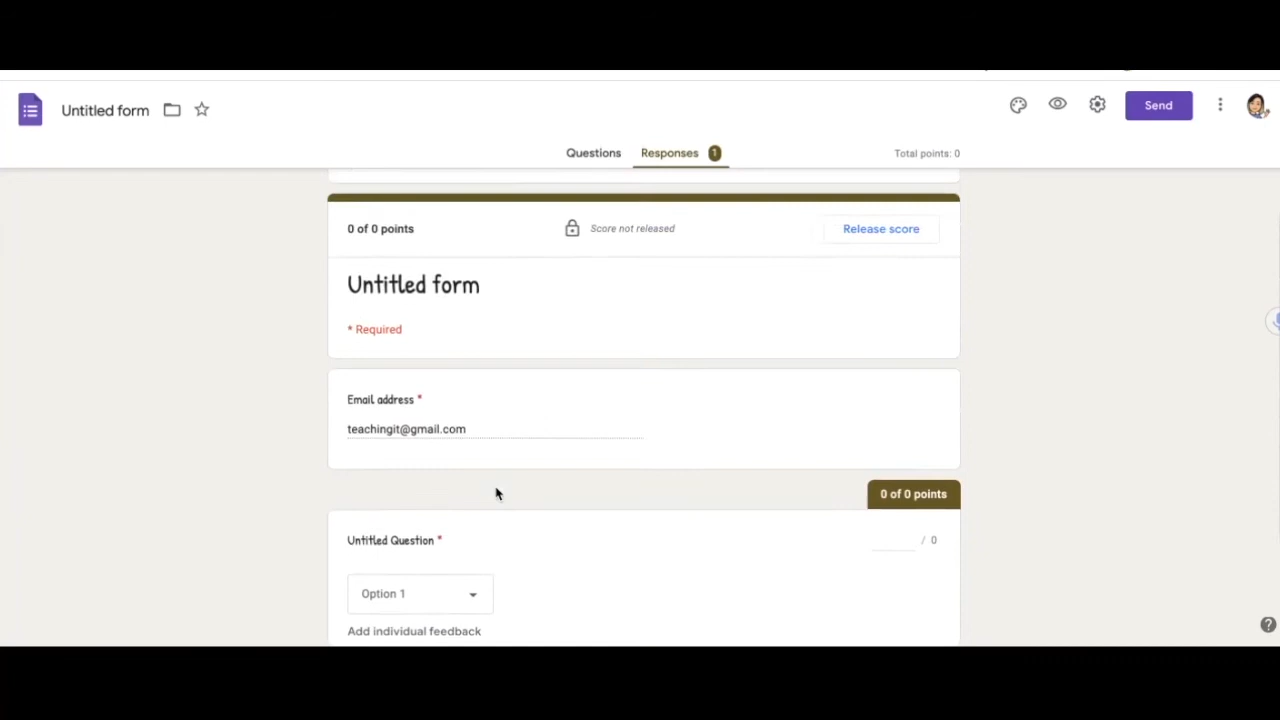 Untitled form
Send
Questions
Responses 1
Total points: 0
0 of 0 points
Score not released
Release score
Untitled form
* Required
Email address *
teachingit@gmail.com
0 of 0 points
Untitled Question *
/ 0
Option 1
Add individual feedback
?